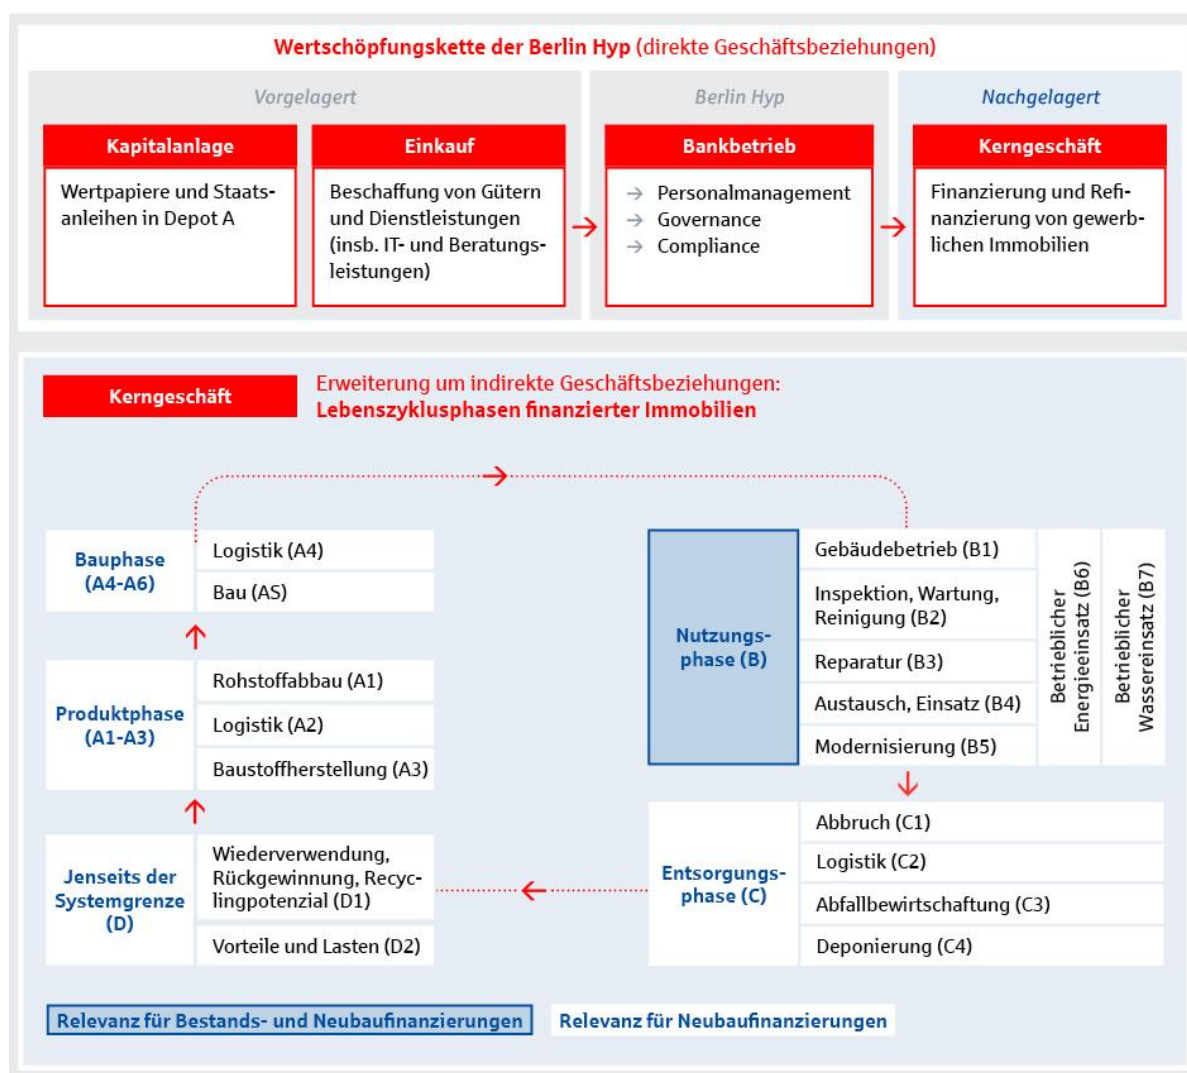 Wertschöpfungskette der Berlin Hyp (direkte Geschäftsbeziehungen)
Vorgelagert
Berlin Hyp
Nachgelagert
Kapitalanlage
Wertpapiere und Staats-
anleihen in Depot A
Einkauf
Beschaffung von Gütern
und Dienstleistungen
(insb. IT- und Beratungs-
leistungen)
Bankbetrieb
→ Personalmanagement
→ Governance
→ Compliance
Kerngeschäft
Finanzierung und Refi-
nanzierung von gewerb-
lichen Immobilien
Kerngeschäft
Erweiterung um indirekte Geschäftsbeziehungen:
Lebenszyklusphasen finanzierter Immobilien
Bauphase
(A4-A6)
Logistik (A4)
Bau (AS)
Produktphase
(A1-A3)
Rohstoffabbau (A1)
Logistik (A2)
Baustoffherstellung (A3)
Jenseits der
Systemgrenze
(D)
Wiederverwendung,
Rückgewinnung, Recyc-
lingpotenzial (D1)
Vorteile und Lasten (D2)
Nutzungs-
phase (B)
Gebäudebetrieb (B1)
Inspektion, Wartung,
Reinigung (B2)
Reparatur (B3)
Austausch, Einsatz (B4)
Modernisierung (B5)
Betrieblicher
Energieeinsatz (B6)
Betrieblicher
Wassereinsatz (B7)
Entsorgungs-
phase (C)
Abbruch (C1)
Logistik (C2)
Abfallbewirtschaftung (C3)
Deponierung (C4)
Relevanz für Bestands- und Neubaufinanzierungen
Relevanz für Neubaufinanzierungen